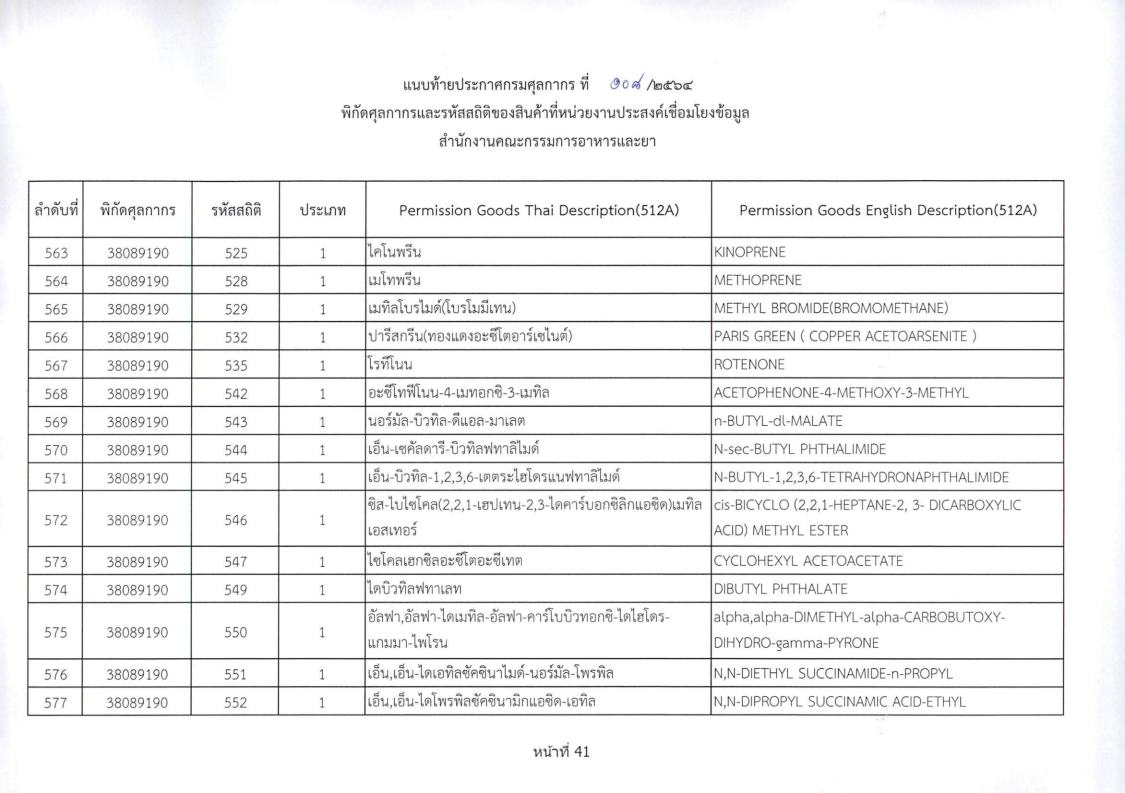 แนบท้ายประกาศกรมศุลกากร ที่ ๑๐๘ /๒๕๖๔
พิกัดศุลกากรและรหัสสถิติของสินค้าที่หน่วยงานประสงค์เชื่อมโยงข้อมูล
สำนักงานคณะกรรมการอาหารและยา
ลำดับที่ พิกัดศุลกากร รหัสสถิติ ประเภท Permission Goods Thai Description(512A) Permission Goods English Description(512A)
563 38089190 525 1 ไคโนพรีน KINOPRENE
564 38089190 528 1 เมโทพรีน METHOPRENE
565 38089190 529 1 เมทิลโบรไมด์(โบรโมมีเทน) METHYL BROMIDE(BROMOMETHANE)
566 38089190 532 1 ปารีสกรีน(ทองแดงอะซีโตอาร์เซไนต์) PARIS GREEN ( COPPER ACETOARSENITE )
567 38089190 535 1 โรทีโนน ROTENONE
568 38089190 542 1 อะซีโทฟีโนน-4-เมทอกซิ-3-เมทิล ACETOPHENONE-4-METHOXY-3-METHYL
569 38089190 543 1 นอร์มัล-บิวทิล-ดีแอล-มาเลต n-BUTYL-dl-MALATE
570 38089190 544 1 เอ็น-เซคัลดารี-บิวทิลฟทาลิไมด์ N-sec-BUTYL PHTHALIMIDE
571 38089190 545 1 เอ็น-บิวทิล-1,2,3,6-เตตระไฮโดรแนฟทาลิไมด์ N-BUTYL-1,2,3,6-TETRAHYDRONAPHTHALIMIDE
572 38089190 546 1 ซิส-ไบไซโคล(2,2,1-เฮปเทน-2,3-ไดคาร์บอกซิลิกแอซิด)เมทิล cis-BICYCLO (2,2,1-HEPTANE-2, 3- DICARBOXYLIC
เอสเทอร์ ACID) METHYL ESTER
573 38089190 547 1 ไซโคลเฮกซิลอะซีโตอะซีเทต CYCLOHEXYL ACETOACETATE
574 38089190 549 1 ไดบิวทิลฟทาเลท DIBUTYL PHTHALATE
575 38089190 550 1 อัลฟา,อัลฟา-ไดเมทิล-อัลฟา-คาร์โบบิวทอกซิ-ไดไฮโดร- alpha,alpha-DIMETHYL-alpha-CARBOBUTOXY-
แกมมา-ไพโรน DIHYDRO-gamma-PYRONE
576 38089190 551 1 เอ็น,เอ็น-ไดเอทิลซัคซินาไมด์-นอร์มัล-โพรพิล N,N-DIETHYL SUCCINAMIDE-n-PROPYL
577 38089190 552 1 เอ็น,เอ็น-ไดโพรพิลซัคซินามิกแอซิด-เอทิล N,N-DIPROPYL SUCCINAMIC ACID-ETHYL
หน้าที่ 41